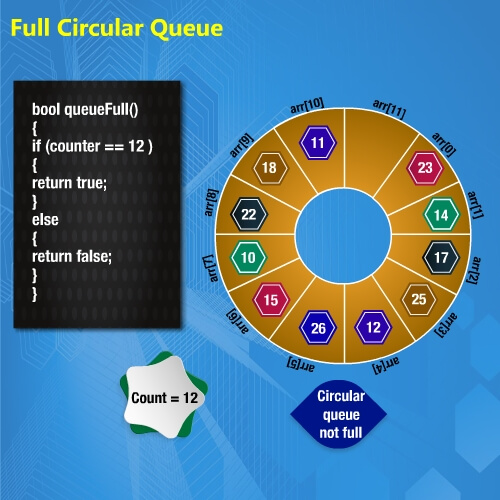 Full Circular Queue
bool queueFull()
{
if (counter == 12 )
{
return true;
}
else
{
return false;
}
}
arr[10]
arr[11]
arr[9]
arr[0]
11
18
23
arr[8]
arr[1]
22
14
10
17
arr[7]
arr[2]
15
25
26
12
arr[6]
arr[3]
arr[5]
arr[4]
Count = 12
Circular
queue
not full